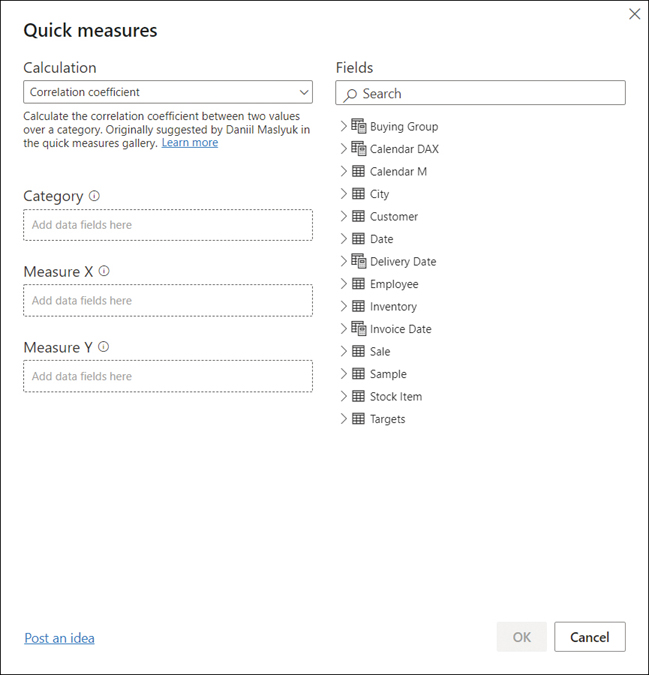 Quick measures
Calculation
Correlation coefficient
Calculate the correlation coefficient between two values
over a category. Originally suggested by Daniil Maslyuk in
the quick measures gallery. Learn more
Category
Add data fields here
Measure X
Add data fields here
Measure Y
Add data fields here
Fields
Search
Buying Group
Calendar DAX
Calendar M
City
Customer
Date
Delivery Date
Employee
Inventory
Invoice Date
Sale
Sample
Stock Item
Targets
Post an idea
OK
Cancel